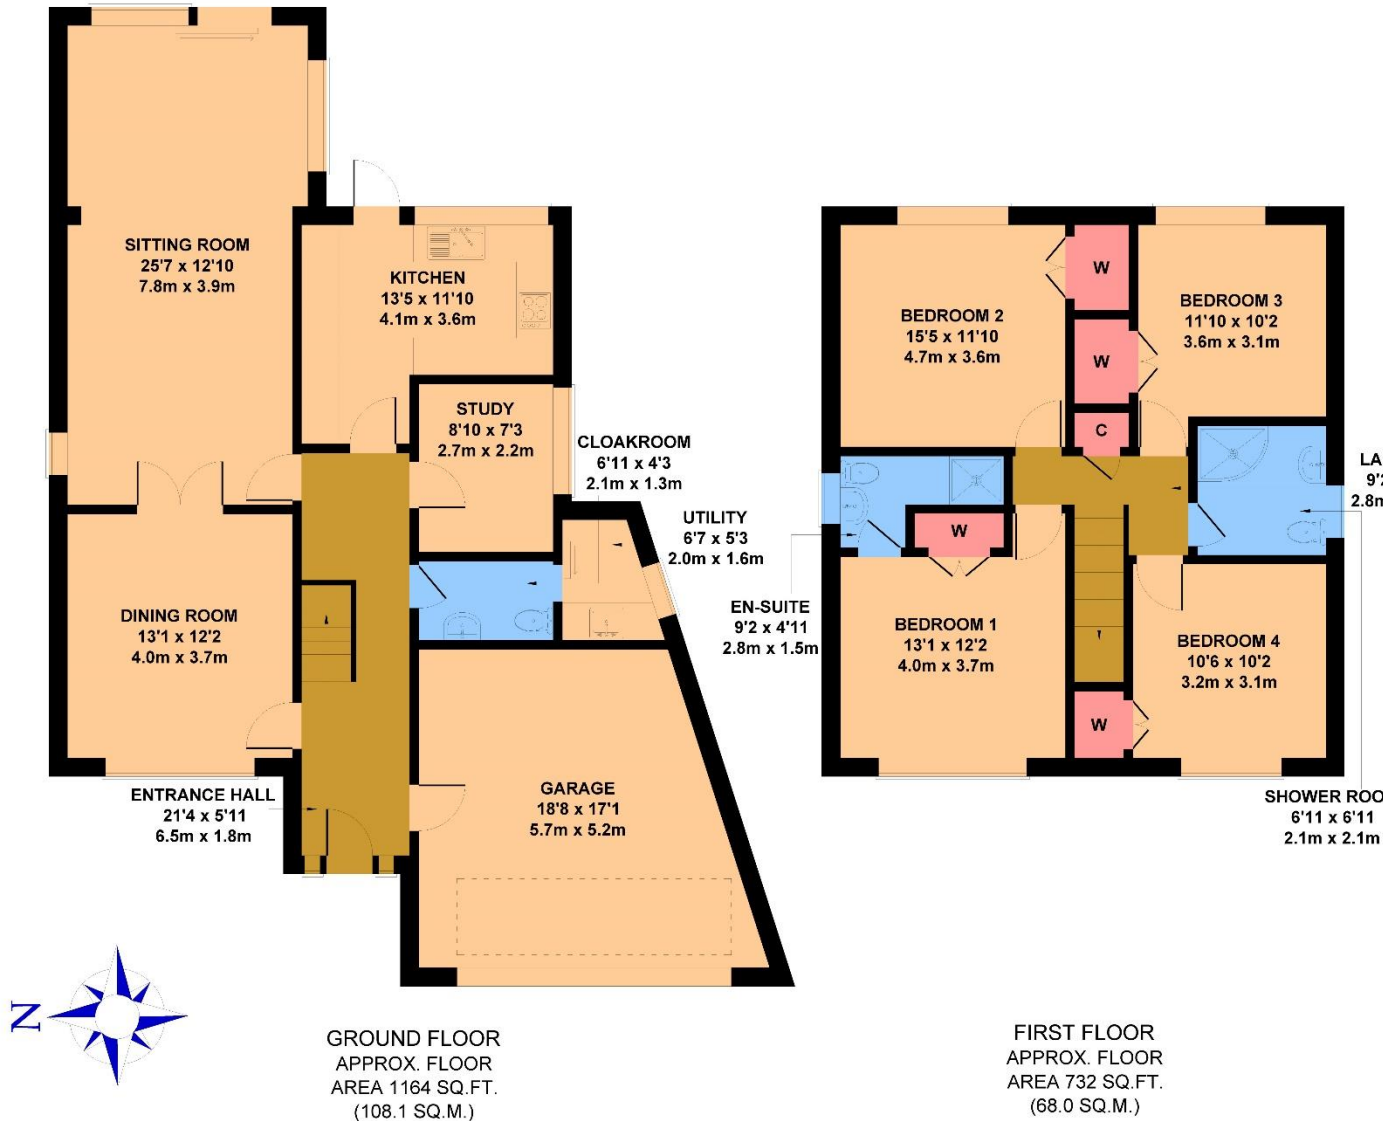 SITTING ROOM
25'7 x 12'10
7.8m x 3.9m
KITCHEN
13'5 x 11'10
4.1m x 3.6m
STUDY
8'10 x 7'3
2.7m x 2.2m
CLOAKROOM
6'11 x 4'3
2.1m x 1.3m
UTILITY
6'7 x 5'3
2.0m x 1.6m
DINING ROOM
13'1 x 12'2
4.0m x 3.7m
ENTRANCE HALL
21'4 x 5'11
6.5m x 1.8m
GARAGE
18'8 x 17'1
5.7m x 5.2m
N
GROUND FLOOR
APPROX. FLOOR
AREA 1164 SQ.FT.
(108.1 SQ.M.)
BEDROOM 2
15'5 x 11'10
4.7m x 3.6m
W
W
C
BEDROOM 3
11'10 x 10'2
3.6m x 3.1m
LA
9'2
2.8m
W
EN-SUITE
9'2 x 4'11
2.8m x 1.5m
BEDROOM 1
13'1 x 12'2
4.0m x 3.7m
BEDROOM 4
10'6 x 10'2
3.2m x 3.1m
W
SHOWER ROO
6'11 x 6'11
2.1m x 2.1m
FIRST FLOOR
APPROX. FLOOR
AREA 732 SQ.FT.
(68.0 SQ.M.)